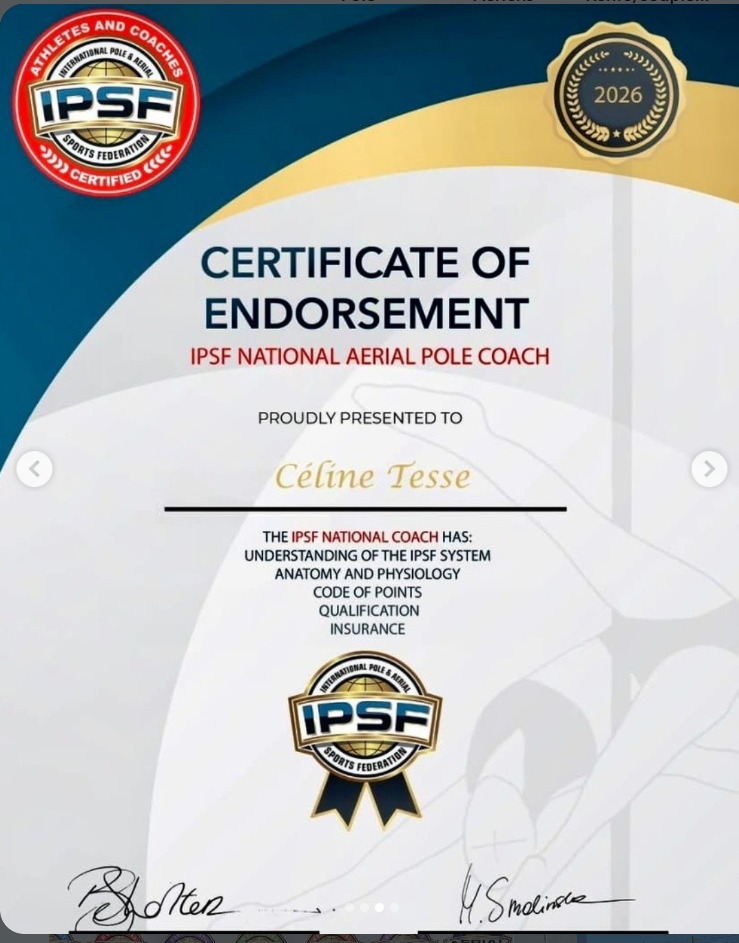 ATHLETES AND COACHES
INTERNATIONAL POLE & AERIAL
IPSF
SPORTS FEDERATION
CERTIFIED
2026
CERTIFICATE OF
ENDORSEMENT
IPSF NATIONAL AERIAL POLE COACH
PROUDLY PRESENTED TO
Céline Tesse
THE IPSF NATIONAL COACH HAS:
UNDERSTANDING OF THE IPSF SYSTEM
ANATOMY AND PHYSIOLOGY
CODE OF POINTS
QUALIFICATION
INSURANCE
INTERNATIONAL POLE & AERIAL
IPSF
SPORTS FEDERATION